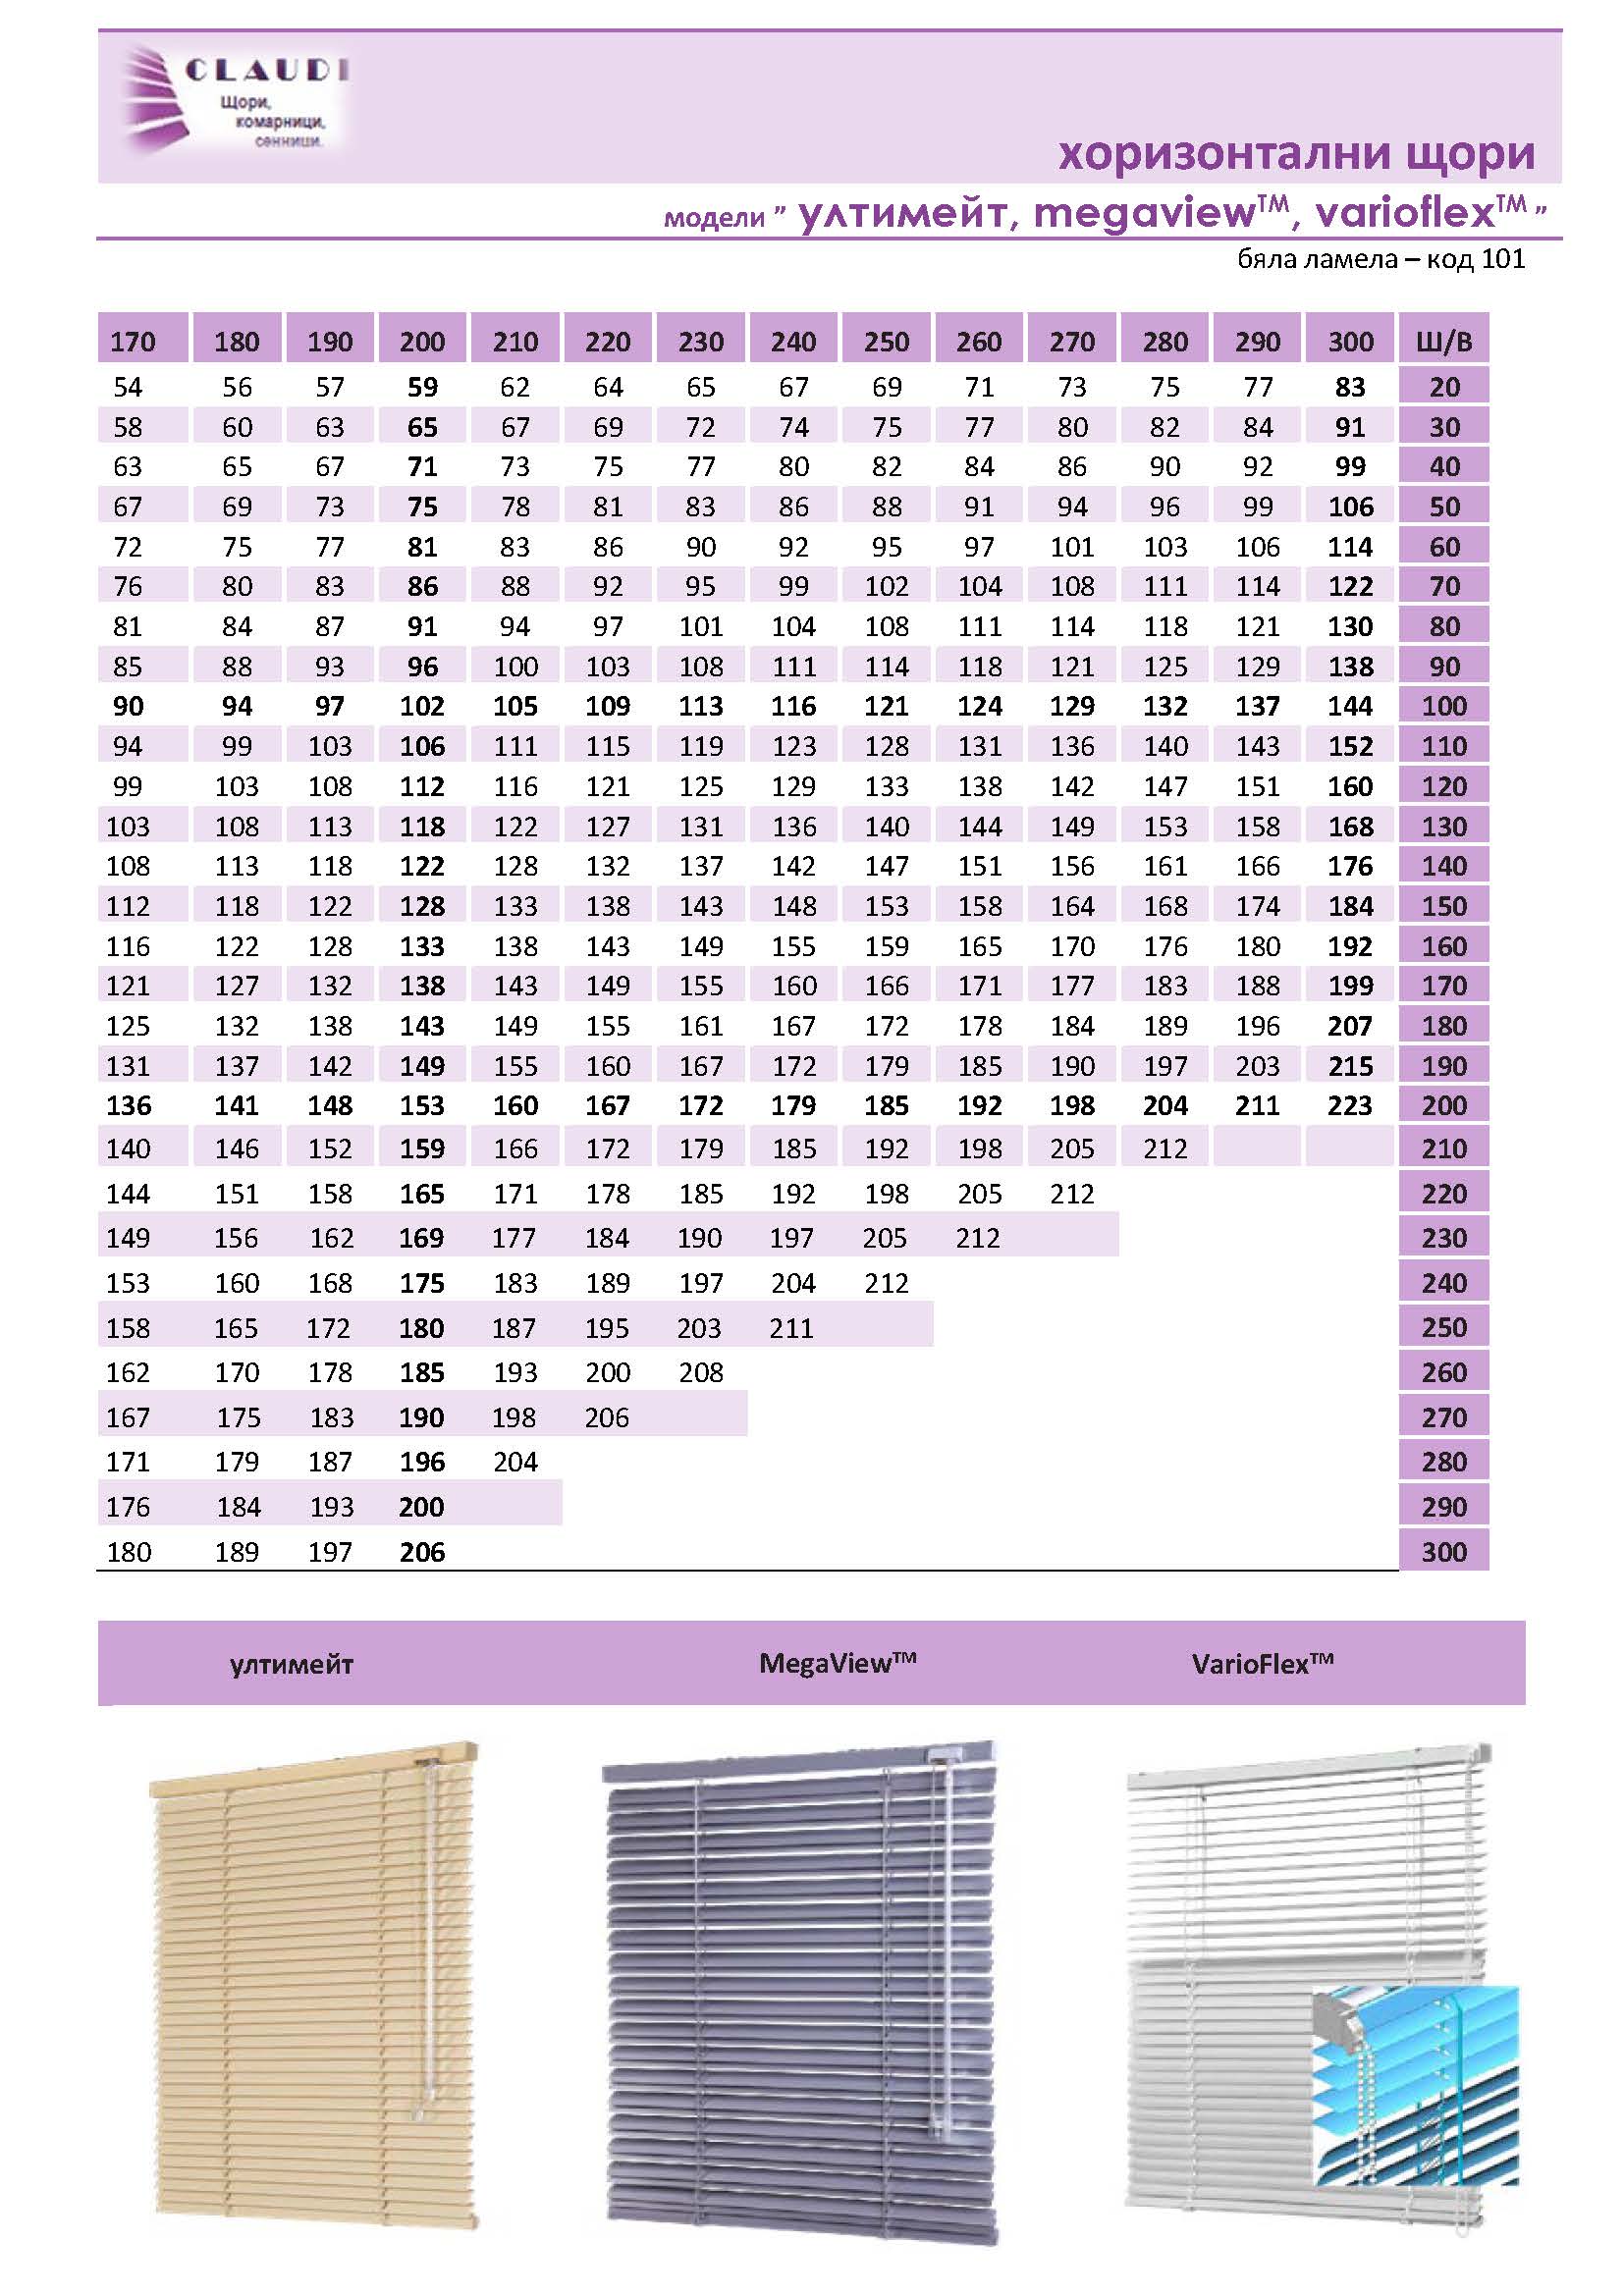 CLAUDI
Щори,
комарници,
сенници.
хоризонтални щори
модели ” ултимейт, megaview™, varioflex™ ”
бяла ламела – код 101
170 180 190 200 210 220 230 240 250 260 270 280 290 300 Ш/В
54 56 57 59 62 64 65 67 69 71 73 75 77 83 20
58 60 63 65 67 69 72 74 75 77 80 82 84 91 30
63 65 67 71 73 75 77 80 82 84 86 90 92 99 40
67 69 73 75 78 81 83 86 88 91 94 96 99 106 50
72 75 77 81 83 86 90 92 95 97 101 103 106 114 60
76 80 83 86 88 92 95 99 102 104 108 111 114 122 70
81 84 87 91 94 97 101 104 108 111 114 118 121 130 80
85 88 93 96 100 103 108 111 114 118 121 125 129 138 90
90 94 97 102 105 109 113 116 121 124 129 132 137 144 100
94 99 103 106 111 115 119 123 128 131 136 140 143 152 110
99 103 108 112 116 121 125 129 133 138 142 147 151 160 120
103 108 113 118 122 127 131 136 140 144 149 153 158 168 130
108 113 118 122 128 132 137 142 147 151 156 161 166 176 140
112 118 122 128 133 138 143 148 153 158 164 168 174 184 150
116 122 128 133 138 143 149 155 159 165 170 176 180 192 160
121 127 132 138 143 149 155 160 166 171 177 183 188 199 170
125 132 138 143 149 155 161 167 172 178 184 189 196 207 180
131 137 142 149 155 160 167 172 179 185 190 197 203 215 190
136 141 148 153 160 167 172 179 185 192 198 204 211 223 200
140 146 152 159 166 172 179 185 192 198 205 212 210
144 151 158 165 171 178 185 192 198 205 212 220
149 156 162 169 177 184 190 197 205 212 230
153 160 168 175 183 189 197 204 212 240
158 165 172 180 187 195 203 211 250
162 170 178 185 193 200 208 260
167 175 183 190 198 206 270
171 179 187 196 204 280
176 184 193 200 290
180 189 197 206 300
ултимейт MegaView™ VarioFlex™